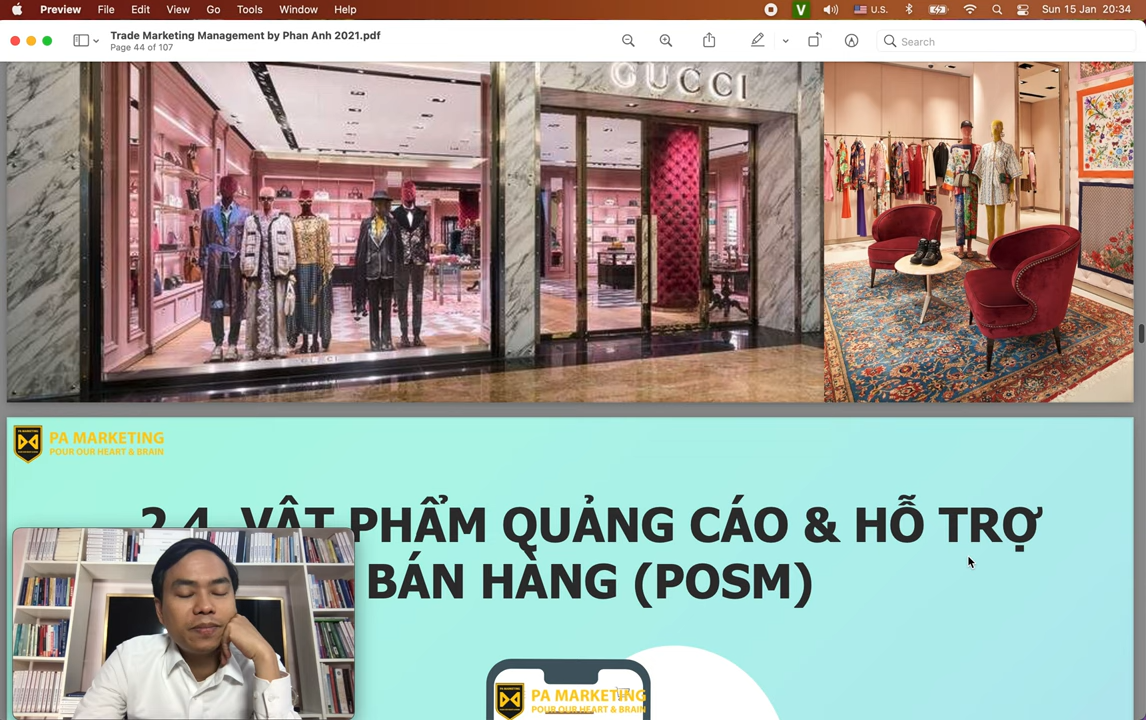 Preview File Edit View Go Tools Window Help
V U.S. Sun 15 Jan 20:34
Trade Marketing Management by Phan Anh 2021.pdf
Page 44 of 107
Search
GUCCI
PA MARKETING
POUR OUR HEART & BRAIN
2.4. VẬT PHẨM QUẢNG CÁO & HỖ TRỢ
BÁN HÀNG (POSM)
PA MARKETING
POUR OUR HEART & BRAIN